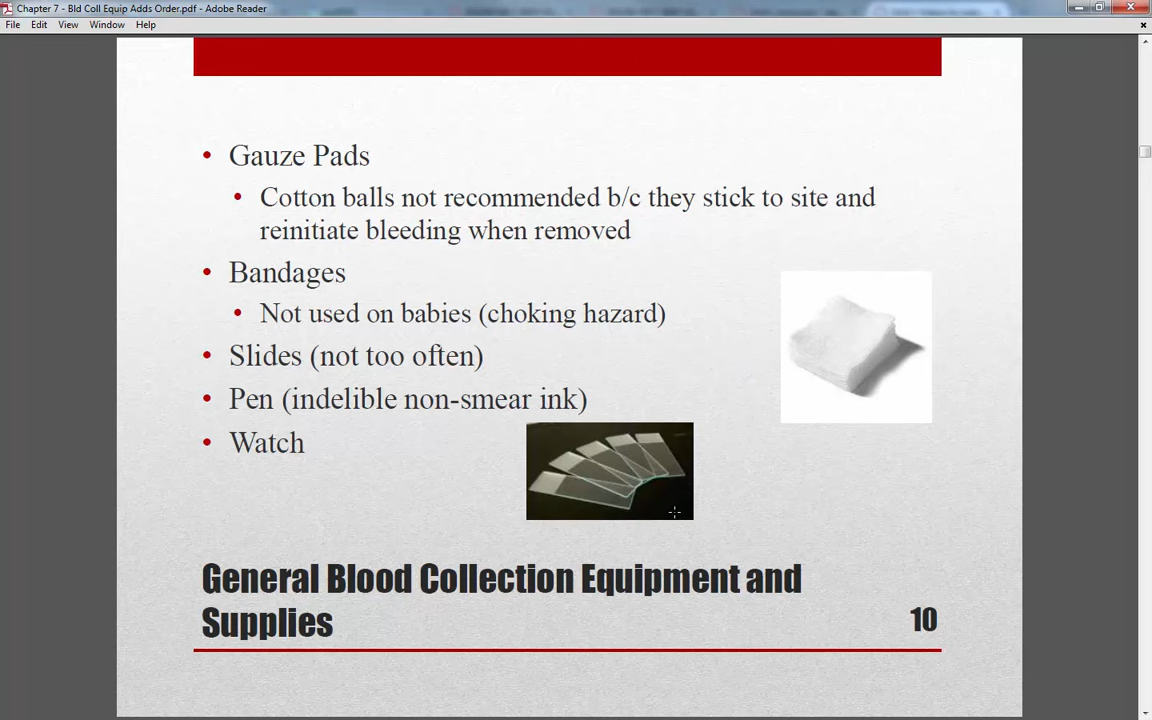 Chapter 7 - Bld Coll Equip Adds Order.pdf - Adobe Reader
File Edit View Window Help
• Gauze Pads
• Cotton balls not recommended b/c they stick to site and
reinitiate bleeding when removed
• Bandages
• Not used on babies (choking hazard)
• Slides (not too often)
• Pen (indelible non-smear ink)
• Watch
General Blood Collection Equipment and
Supplies
10